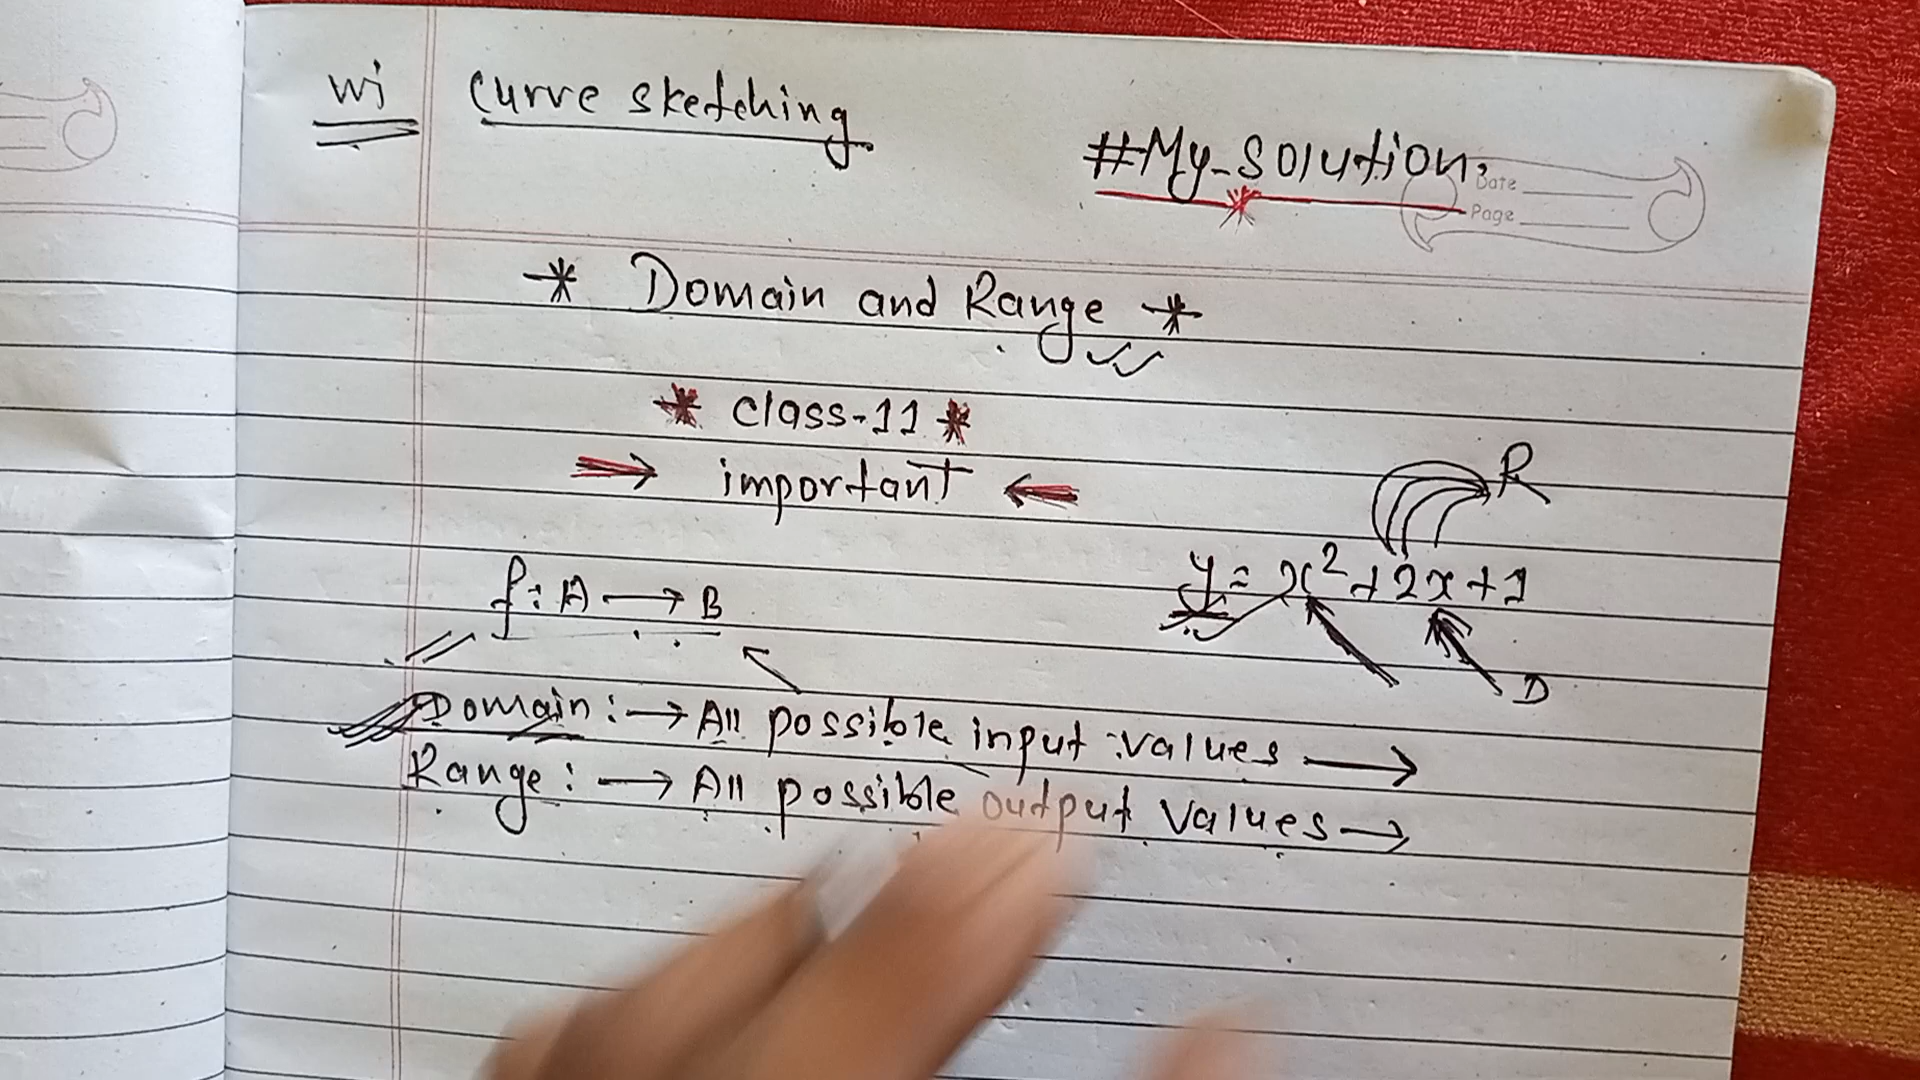 wi
curve sketching
#My-solution.
Date
Page
* Domain and Range *
* class-11 *
→ important ←
R
f: A → B
y = x² + 2x + 1
D
Domain: → All possible input values →
Range: → All possible output values →